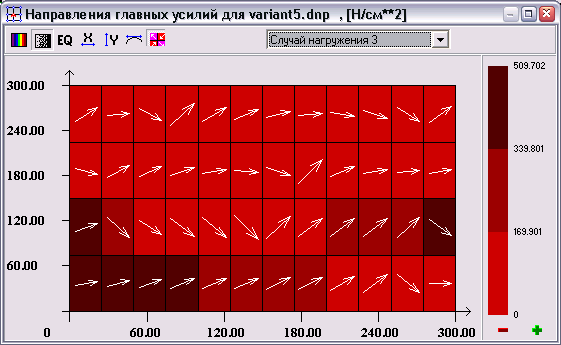 Направления главных усилий для variant5.dnp , [Н/см**2]
EQ X Y
Случай нагружения 3
509.702
339.801
169.901
0
300.00
240.00
180.00
120.00
60.00
0 60.00 120.00 180.00 240.00 300.00